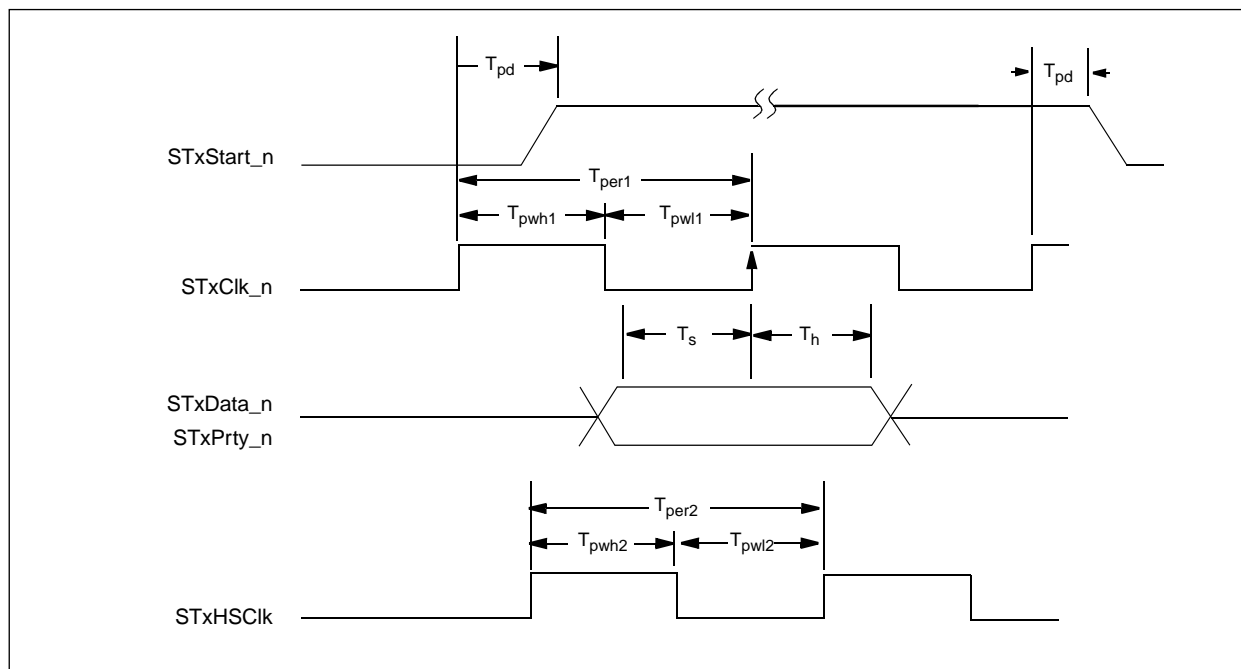 T_pd
T_pd
STxStart_n
T_per1
T_pwh1 T_pwl1
STxClk_n
T_s T_h
STxData_n
STxPrty_n
T_per2
T_pwh2 T_pwl2
STxHSClk